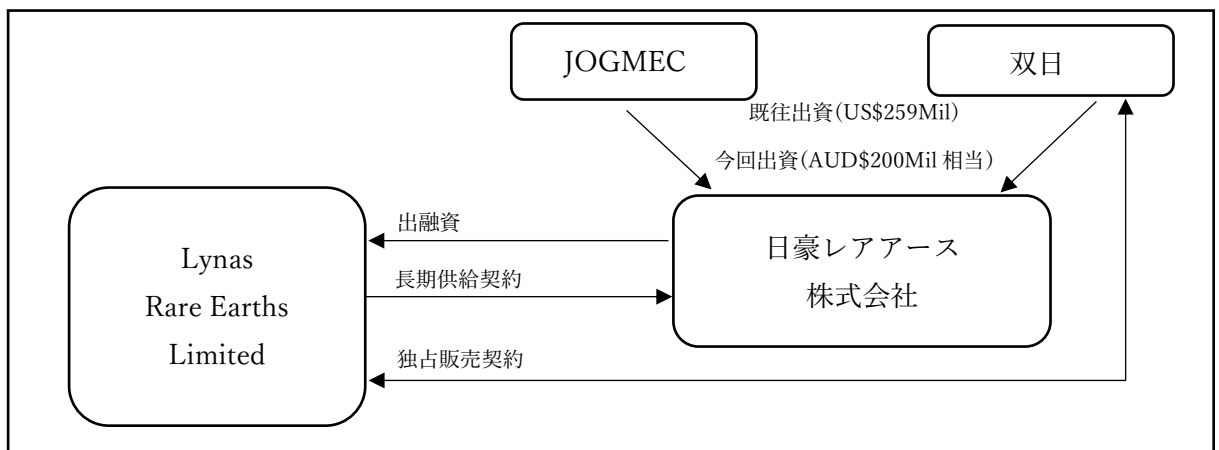 JOGMEC
双日
既往出資(US$259Mil)
今回出資(AUD$200Mil 相当)
出融資
日豪レアアース
株式会社
Lynas
Rare Earths
Limited
長期供給契約
独占販売契約